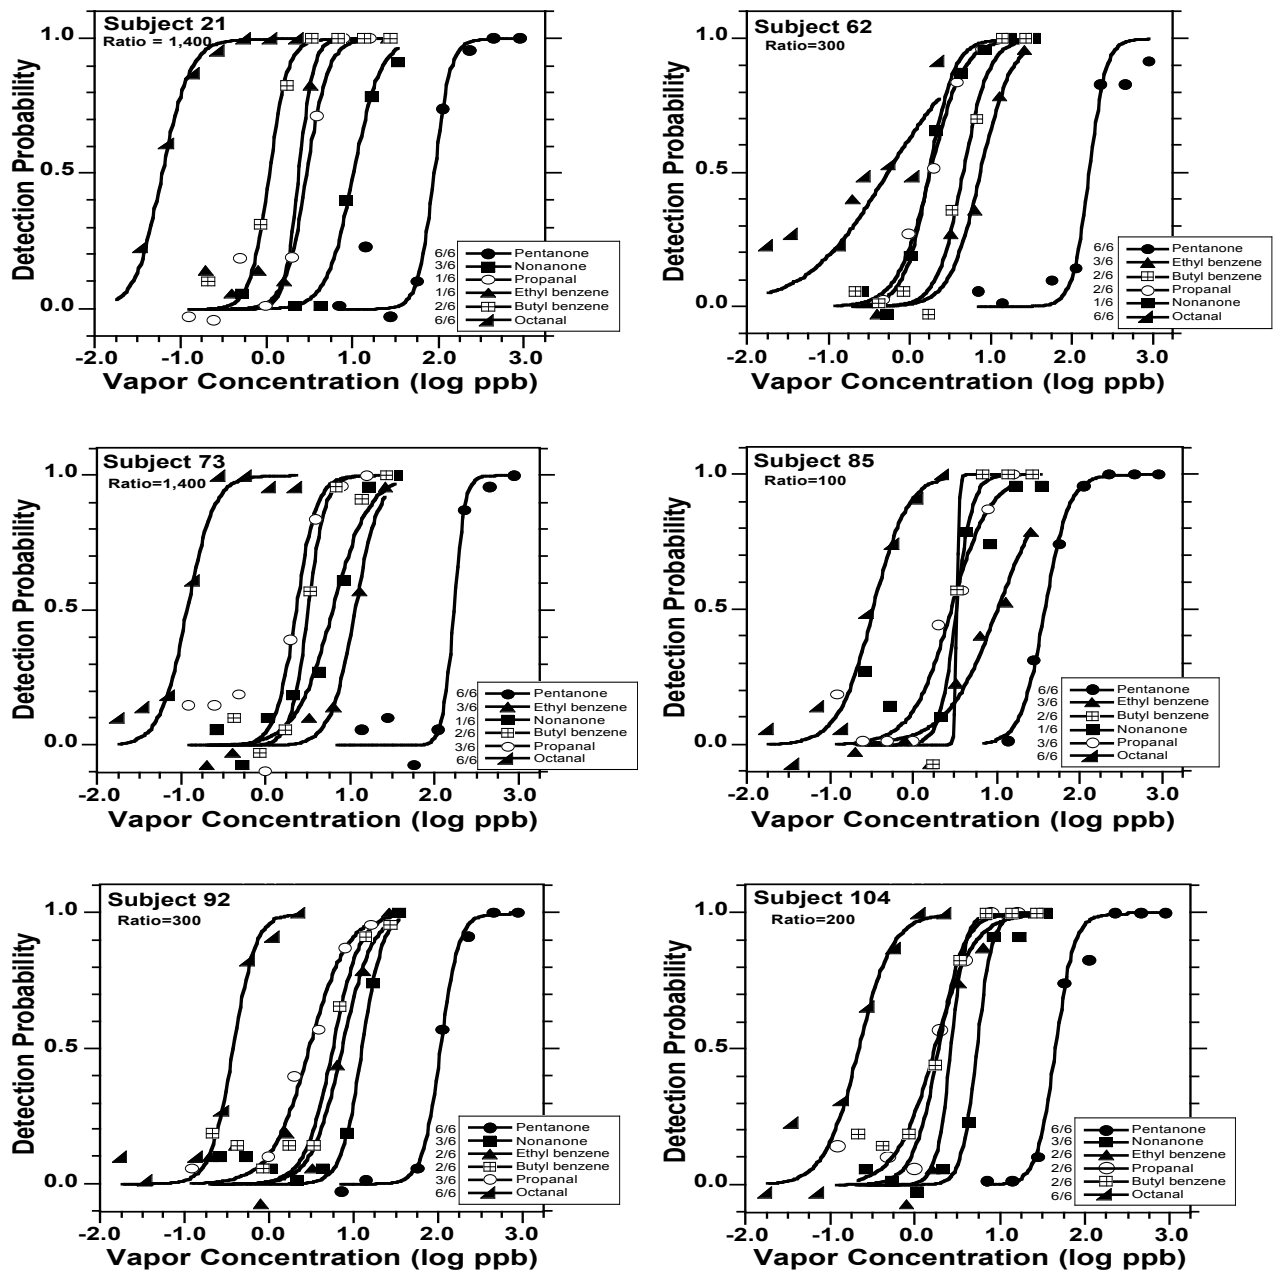 Subject 21
Ratio = 1,400
Detection Probability
1.0
0.5
0.0
6/6 Pentanone
3/6 Nonanone
1/6 Propanal
1/6 Ethyl benzene
2/6 Butyl benzene
6/6 Octanal
-2.0 -1.0 0.0 1.0 2.0 3.0
Vapor Concentration (log ppb)
Subject 62
Ratio=300
Detection Probability
1.0
0.5
0.0
6/6 Pentanone
3/6 Ethyl benzene
2/6 Butyl benzene
2/6 Propanal
1/6 Nonanone
6/6 Octanal
-2.0 -1.0 0.0 1.0 2.0 3.0
Vapor Concentration (log ppb)
Subject 73
Ratio=1,400
Detection Probability
1.0
0.5
0.0
6/6 Pentanone
3/6 Ethyl benzene
1/6 Nonanone
2/6 Butyl benzene
3/6 Propanal
6/6 Octanal
-2.0 -1.0 0.0 1.0 2.0 3.0
Vapor Concentration (log ppb)
Subject 85
Ratio=100
Detection Probability
1.0
0.5
0.0
6/6 Pentanone
3/6 Ethyl benzene
2/6 Butyl benzene
1/6 Nonanone
3/6 Propanal
6/6 Octanal
-2.0 -1.0 0.0 1.0 2.0 3.0
Vapor Concentration (log ppb)
Subject 92
Ratio=300
Detection Probability
1.0
0.5
0.0
6/6 Pentanone
3/6 Nonanone
2/6 Ethyl benzene
2/6 Butyl benzene
3/6 Propanal
6/6 Octanal
-2.0 -1.0 0.0 1.0 2.0 3.0
Vapor Concentration (log ppb)
Subject 104
Ratio=200
Detection Probability
1.0
0.5
0.0
6/6 Pentanone
3/6 Nonanone
2/6 Ethyl benzene
2/6 Propanal
2/6 Butyl benzene
6/6 Octanal
-2.0 -1.0 0.0 1.0 2.0 3.0
Vapor Concentration (log ppb)